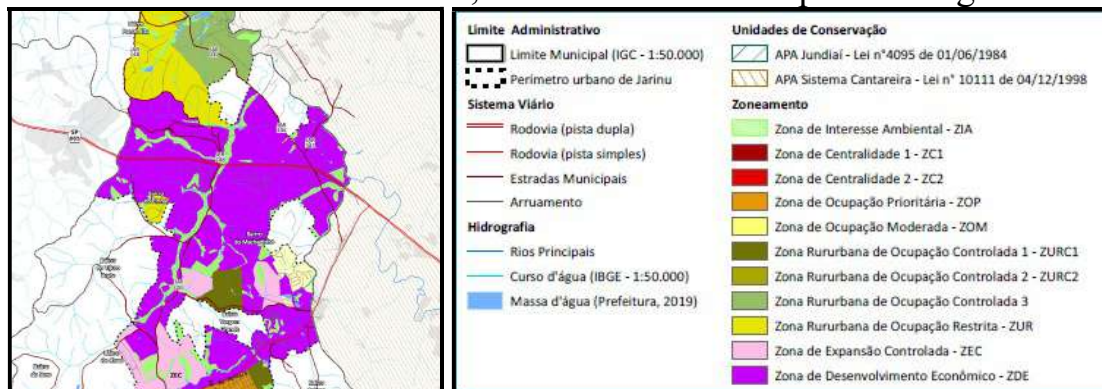 SP
ZEC
Limite Administrativo
Limite Municipal (IGC - 1:50.000)
Perímetro urbano de Jarinu
Sistema Viário
Rodovia (pista dupla)
Rodovia (pista simples)
Estradas Municipais
Arruamento
Hidrografia
Rios Principais
Curso d'água (IBGE - 1:50.000)
Massa d'água (Prefeitura, 2019)
Unidades de Conservação
APA Jundiaí - Lei n°4095 de 01/06/1984
APA Sistema Cantareira - Lei n° 10111 de 04/12/1998
Zoneamento
Zona de Interesse Ambiental - ZIA
Zona de Centralidade 1 - ZC1
Zona de Centralidade 2 - ZC2
Zona de Ocupação Prioritária - ZOP
Zona de Ocupação Moderada - ZOM
Zona Rururbana de Ocupação Controlada 1 - ZURC1
Zona Rururbana de Ocupação Controlada 2 - ZURC2
Zona Rururbana de Ocupação Controlada 3
Zona Rururbana de Ocupação Restrita - ZUR
Zona de Expansão Controlada - ZEC
Zona de Desenvolvimento Econômico - ZDE